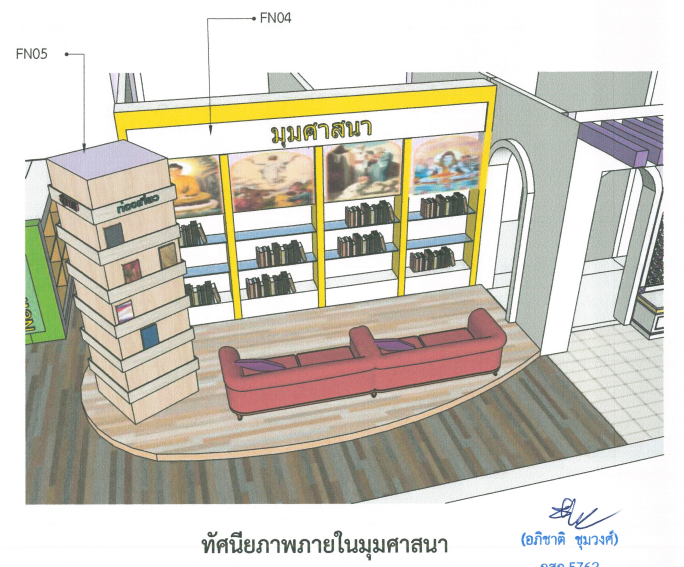 FN04
FN05
มุมศาสนา
ท่องเที่ยว
ทัศนียภาพภายในมุมศาสนา
(อภิชาติ ชุมวงศ์)